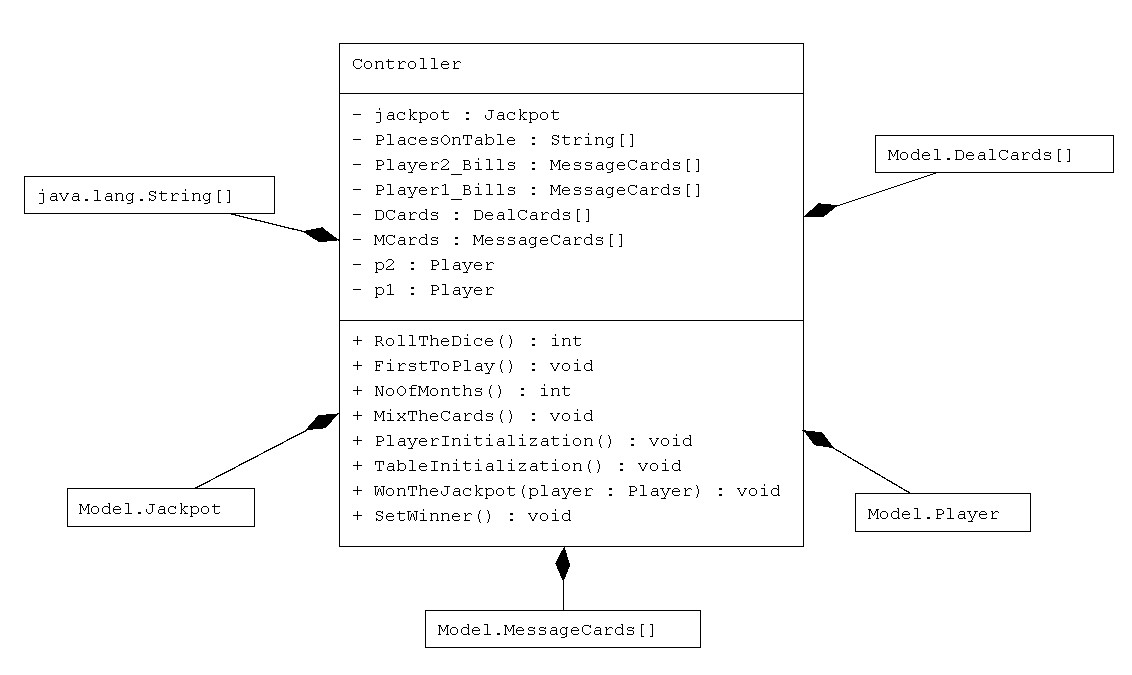 Controller
- jackpot : Jackpot
- PlacesOnTable : String[]
- Player2_Bills : MessageCards[]
- Player1_Bills : MessageCards[]
- DCards : DealCards[]
- MCards : MessageCards[]
- p2 : Player
- p1 : Player
+ RollTheDice() : int
+ FirstToPlay() : void
+ NoOfMonths() : int
+ MixTheCards() : void
+ PlayerInitialization() : void
+ TableInitialization() : void
+ WonTheJackpot(player : Player) : void
+ SetWinner() : void
java.lang.String[]
Model.DealCards[]
Model.Jackpot
Model.Player
Model.MessageCards[]